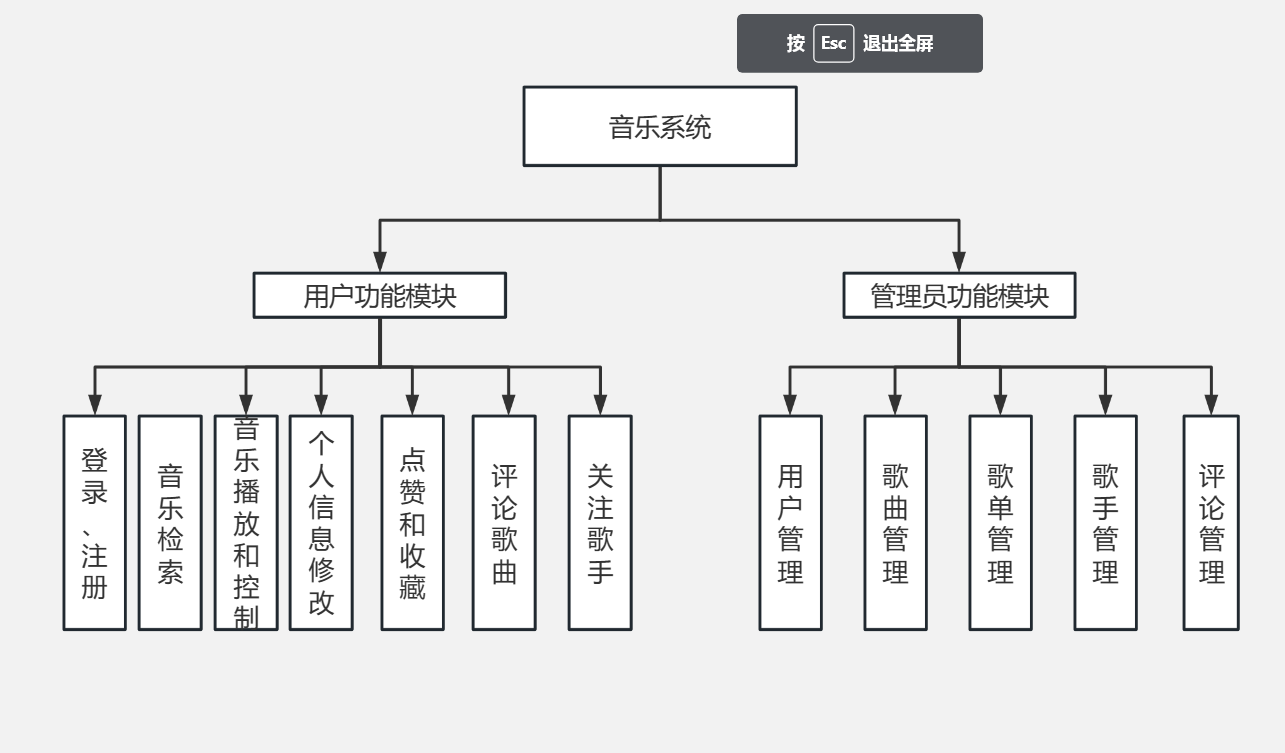 按 Esc 退出全屏
音乐系统
用户功能模块
管理员功能模块
登录、注册
音乐检索
音乐播放和控制
个人信息修改
点赞和收藏
评论歌曲
关注歌手
用户管理
歌曲管理
歌单管理
歌手管理
评论管理